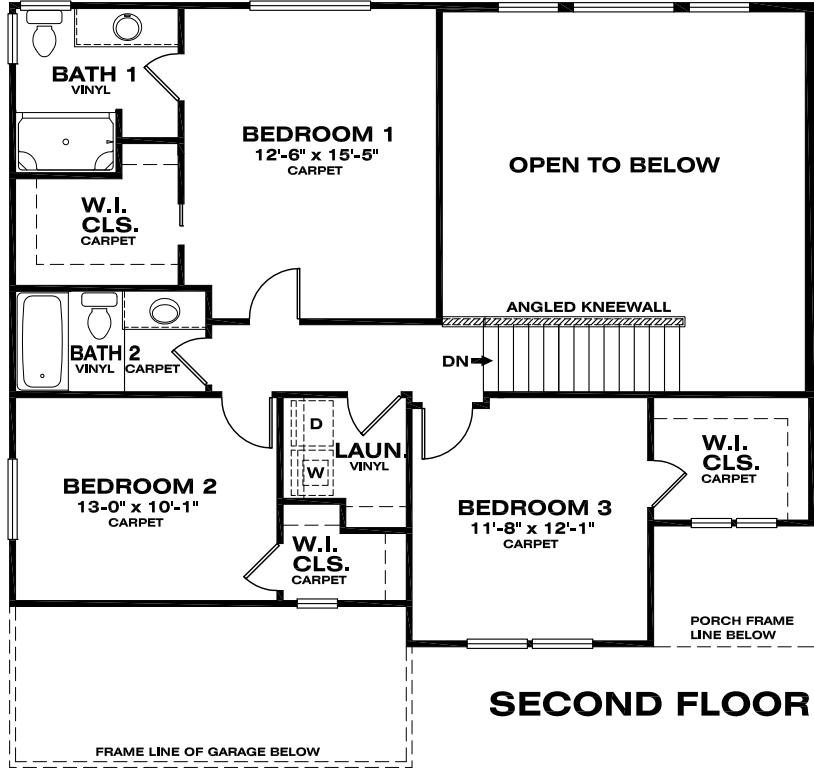 BATH 1
VINYL
BEDROOM 1
12'-6" x 15'-5"
CARPET
OPEN TO BELOW
W.I.
CLS.
CARPET
ANGLED KNEEWALL
BATH 2
VINYL CARPET
DN
D
W
LAUN.
VINYL
BEDROOM 2
13-0" x 10'-1"
CARPET
W.I.
CLS.
CARPET
BEDROOM 3
11'-8" x 12'-1"
CARPET
W.I.
CLS.
CARPET
PORCH FRAME
LINE BELOW
SECOND FLOOR
FRAME LINE OF GARAGE BELOW